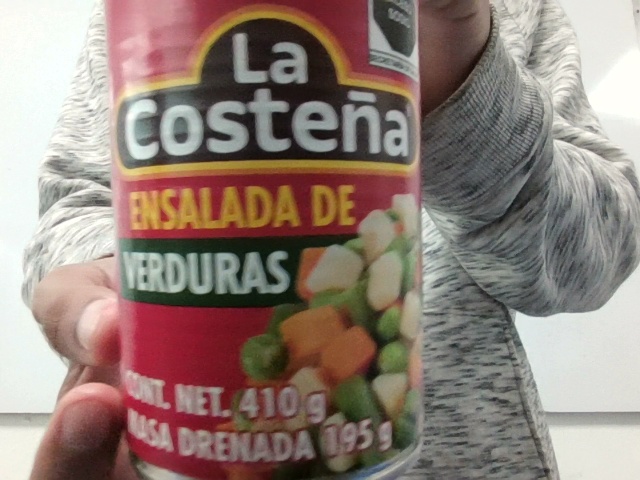 La
Costeña
ENSALADA DE
VERDURAS
CONT. NET. 410 g
MASA DRENADA 195 g